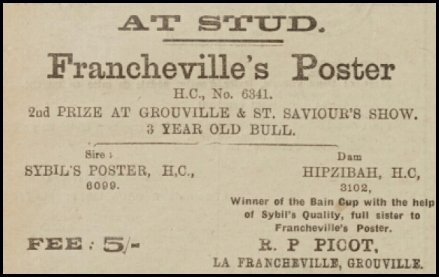 AT STUD.
Francheville's Poster
H.C., No. 6341.
2nd PRIZE AT GROUVILLE & ST. SAVIOUR'S SHOW.
3 YEAR OLD BULL.
Sire :
SYBIL'S POSTER, H,C.,
6099.
Dam
HIPZIBAH, H.C,
3102,
Winner of the Bain Cup with the help
of Sybil's Quality, full sister to
Francheville's Poster.
FEE : 5/-
R. P PICOT,
LA FRANCHEVILLE, GROUVILLE.